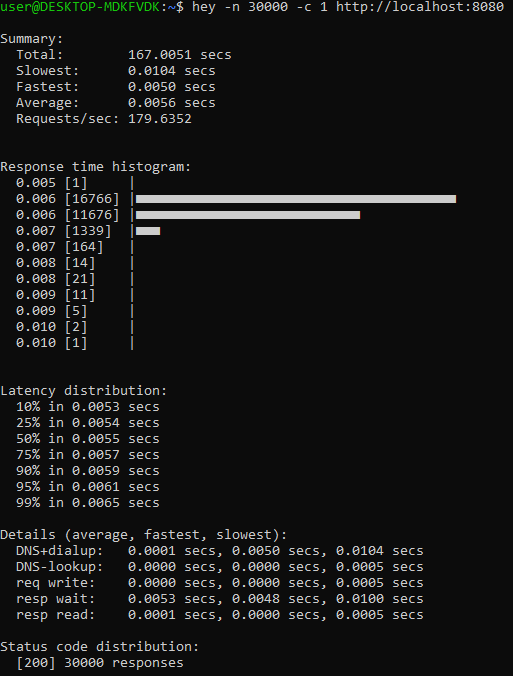 user@DESKTOP-MDKFVDK:~$ hey -n 30000 -c 1 http://localhost:8080
Summary:
Total: 167.0051 secs
Slowest: 0.0104 secs
Fastest: 0.0050 secs
Average: 0.0056 secs
Requests/sec: 179.6352
Response time histogram:
0.005 [1] |
0.006 [16766] |
0.006 [11676] |
0.007 [1339] |
0.007 [164] |
0.008 [14] |
0.008 [21] |
0.009 [11] |
0.009 [5] |
0.010 [2] |
0.010 [1] |
Latency distribution:
10% in 0.0053 secs
25% in 0.0054 secs
50% in 0.0055 secs
75% in 0.0057 secs
90% in 0.0059 secs
95% in 0.0061 secs
99% in 0.0065 secs
Details (average, fastest, slowest):
DNS+dialup: 0.0001 secs, 0.0050 secs, 0.0104 secs
DNS-lookup: 0.0000 secs, 0.0000 secs, 0.0005 secs
req write: 0.0000 secs, 0.0000 secs, 0.0005 secs
resp wait: 0.0053 secs, 0.0048 secs, 0.0100 secs
resp read: 0.0001 secs, 0.0000 secs, 0.0005 secs
Status code distribution:
[200] 30000 responses